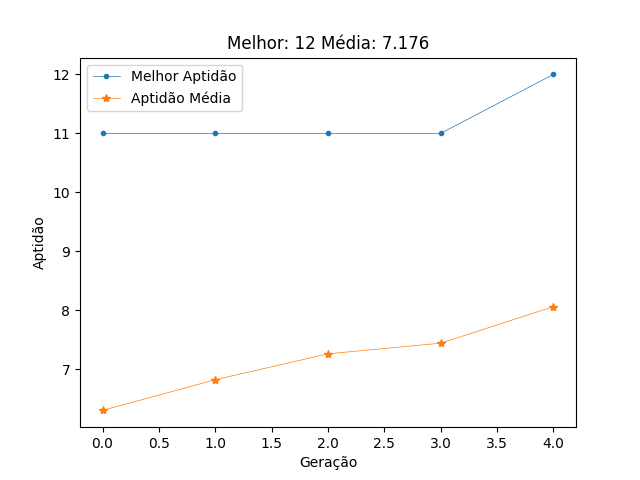 Melhor: 12 Média: 7.176
Melhor Aptidão
Aptidão Média
12
11
10
9
8
7
Aptidão
0.0 0.5 1.0 1.5 2.0 2.5 3.0 3.5 4.0
Geração